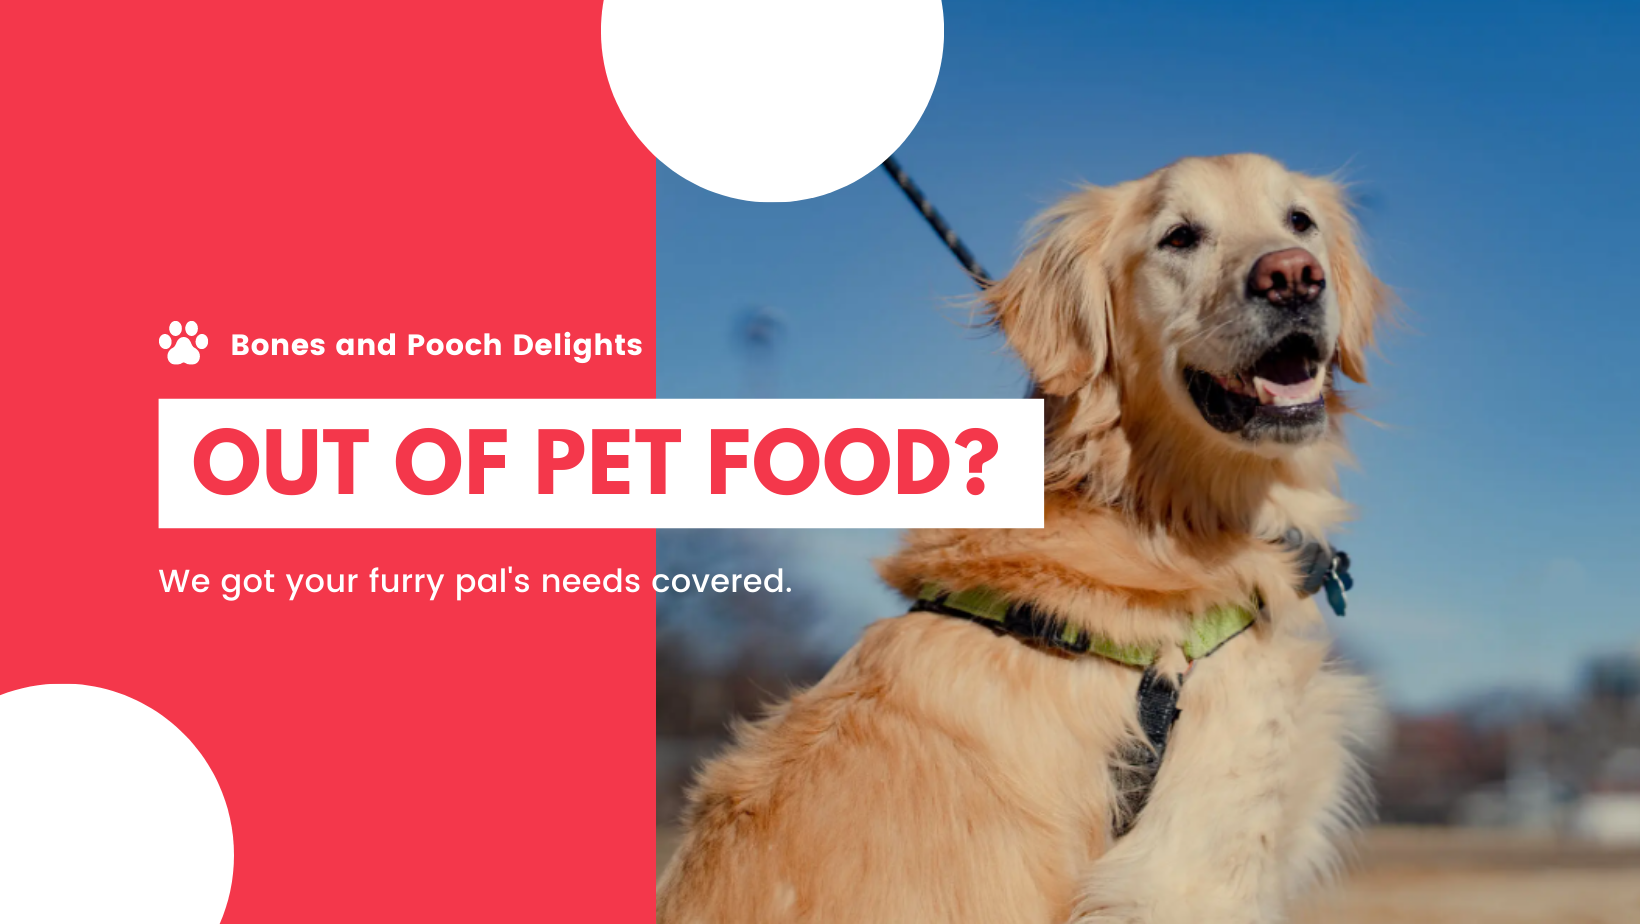 Bones and Pooch Delights
OUT OF PET FOOD?
We got your furry pal's needs covered.